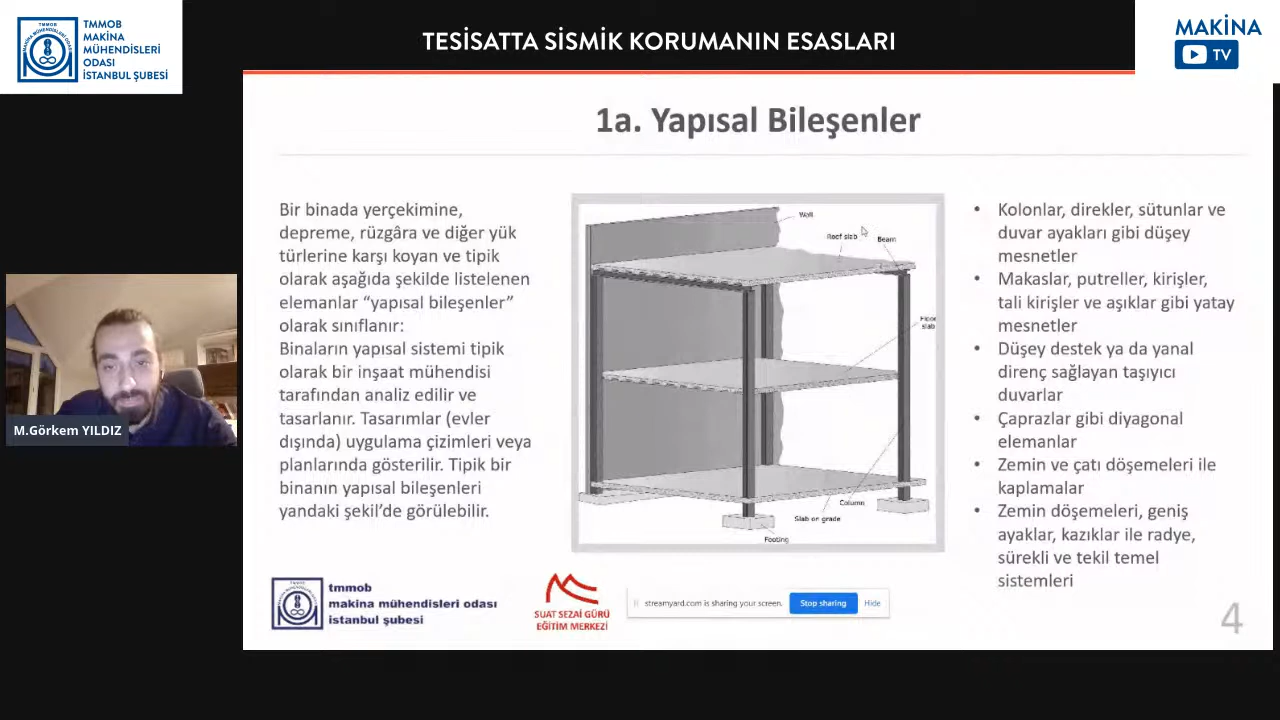 TMMOB
MAKİNA
MÜHENDİSLERİ
ODASI
İSTANBUL ŞUBESİ
TESİSATTA SİSMİK KORUMANIN ESASLARI
MAKİNA
TV
1a. Yapısal Bileşenler
Bir binada yerçekimine,
depreme, rüzgâra ve diğer yük
türlerine karşı koyan ve tipik
olarak aşağıda şekilde listelenen
elemanlar “yapısal bileşenler”
olarak sınıflanır:
Binaların yapısal sistemi tipik
olarak bir inşaat mühendisi
tarafından analiz edilir ve
tasarlanır. Tasarımlar (evler
dışında) uygulama çizimleri veya
planlarında gösterilir. Tipik bir
binanın yapısal bileşenleri
yandaki şekil’de görülebilir.
Wall
Roof slab
Beam
Floor
slab
Column
Slab on grade
Footing
• Kolonlar, direkler, sütunlar ve
duvar ayakları gibi düşey
mesnetler
• Makaslar, putreller, kirişler,
tali kirişler ve aşıklar gibi yatay
mesnetler
• Düşey destek ya da yanal
direnç sağlayan taşıyıcı
duvarlar
• Çaprazlar gibi diyagonal
elemanlar
• Zemin ve çatı döşemeleri ile
kaplamalar
• Zemin döşemeleri, geniş
ayaklar, kazıklar ile radye,
sürekli ve tekil temel
sistemleri
M.Görkem YILDIZ
tmmob
makina mühendisleri odası
istanbul şubesi
SUAT SEZAİ GÜRÜ
EĞİTİM MERKEZİ
streamyard.com is sharing your screen.
Stop sharing
Hide
4